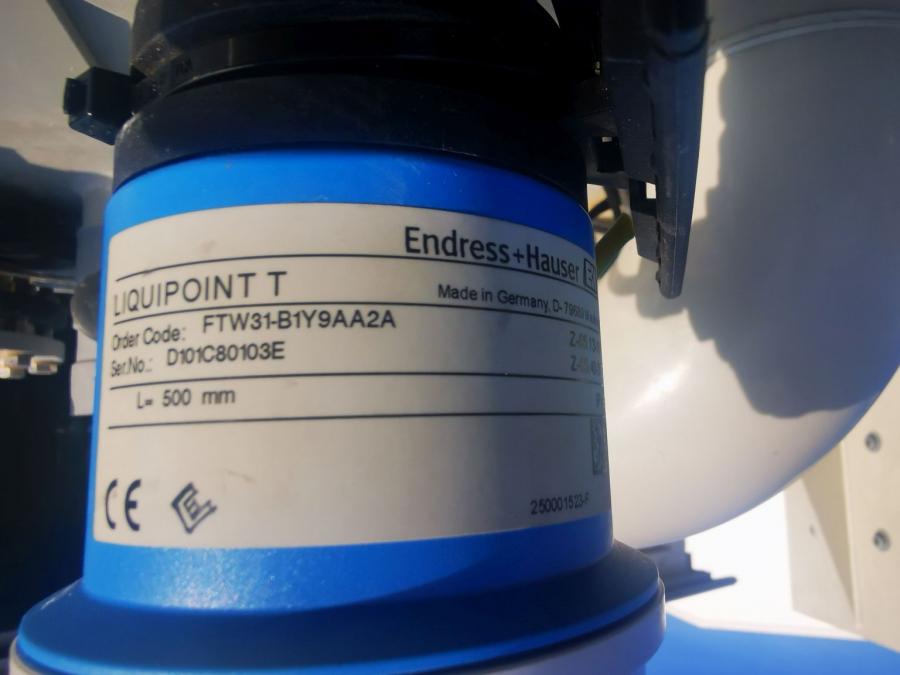 Endress+Hauser
LIQUIPOINT T
Made in Germany, D-
Order Code: FTW31-B1Y9AA2A
Ser.No.: D101C80103E
L= 500 mm
CE
250001523-F